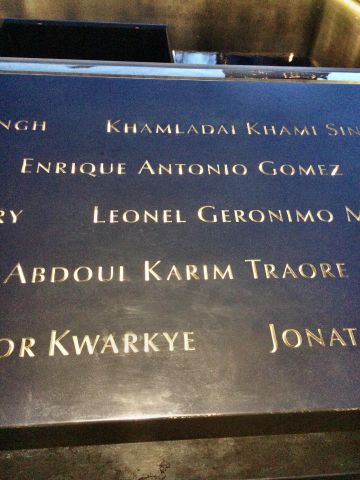 NGH KHAMLADAI KHAMI SIN
ENRIQUE ANTONIO GOMEZ
RY LEONEL GERONIMO M
ABDOUL KARIM TRAORE
OR KWARKYE JONAT